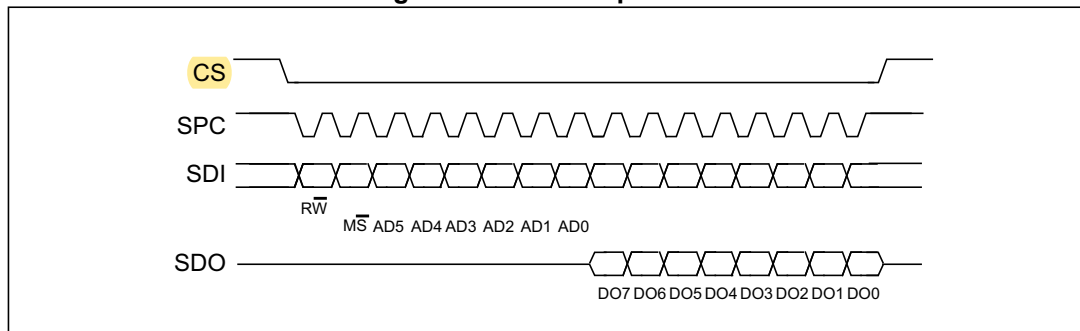 CS
SPC
SDI
RW̅
MS̅ AD5 AD4 AD3 AD2 AD1 AD0
SDO
DO7 DO6 DO5 DO4 DO3 DO2 DO1 DO0